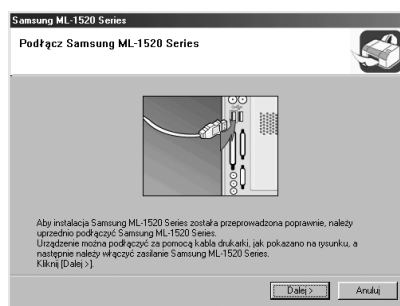 Samsung ML-1520 Series
Podłącz Samsung ML-1520 Series
Aby instalacja Samsung ML-1520 Series została przeprowadzona poprawnie, należy
uprzednio podłączyć Samsung ML-1520 Series.
Urządzenie można podłączyć za pomocą kabla drukarki, jak pokazano na rysunku, a
następnie należy włączyć zasilanie Samsung ML-1520 Series.
Kliknij [Dalej >].
Dalej > Anuluj